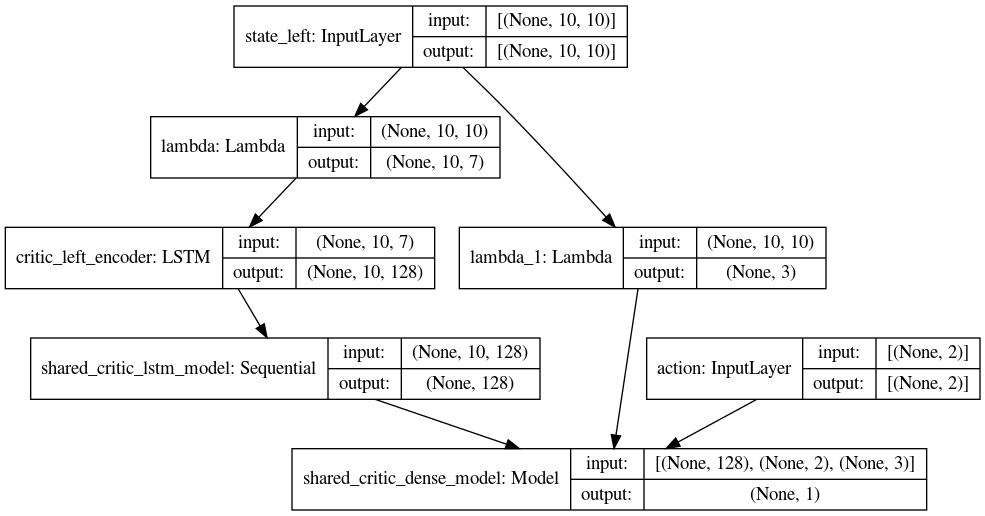 state_left: InputLayer
input: [(None, 10, 10)]
output: [(None, 10, 10)]
lambda: Lambda
input: (None, 10, 10)
output: (None, 10, 7)
critic_left_encoder: LSTM
input: (None, 10, 7)
output: (None, 10, 128)
lambda_1: Lambda
input: (None, 10, 10)
output: (None, 3)
shared_critic_lstm_model: Sequential
input: (None, 10, 128)
output: (None, 128)
action: InputLayer
input: [(None, 2)]
output: [(None, 2)]
shared_critic_dense_model: Model
input: [(None, 128), (None, 2), (None, 3)]
output: (None, 1)